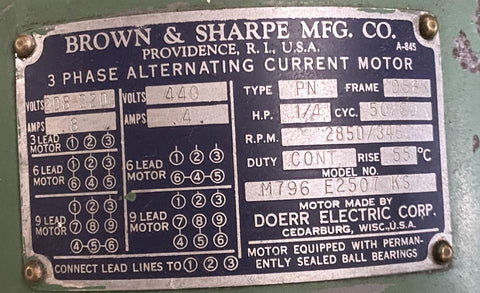 BROWN & SHARPE MFG. CO.
PROVIDENCE, R. I., U.S.A. A-845
3 PHASE ALTERNATING CURRENT MOTOR
VOLTS 208-220 VOLTS 440 TYPE PN FRAME
AMPS .8 AMPS .4 H.P. 1/4 CYC. 50/60
3 LEAD MOTOR ① ② ③
R.P.M. 2850/
6 LEAD MOTOR ① ② ③
⑥ ④ ⑤
6 LEAD MOTOR ① ② ③
⑥-④-⑤
DUTY CONT RISE 55 °C
MODEL NO.
M796 E2507 KS
9 LEAD MOTOR ① ② ③
⑦ ⑧ ⑨
④-⑤-⑥
9 LEAD MOTOR ① ② ③
④ ⑤ ⑥
⑦ ⑧ ⑨
MOTOR MADE BY
DOERR ELECTRIC CORP.
CEDARBURG, WISC., U.S.A.
CONNECT LEAD LINES TO ① ② ③
MOTOR EQUIPPED WITH PERMAN-
ENTLY SEALED BALL BEARINGS